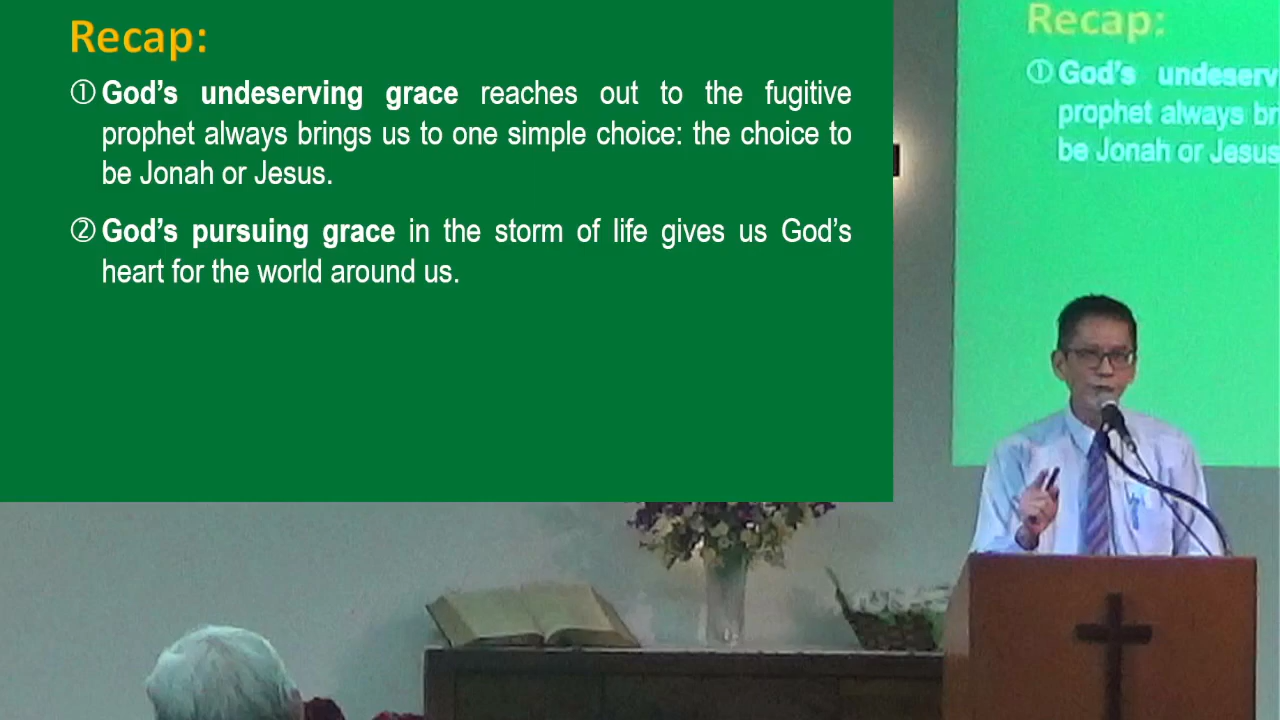 Recap:
① God's undeserving grace reaches out to the fugitive
prophet always brings us to one simple choice: the choice to
be Jonah or Jesus.
② God's pursuing grace in the storm of life gives us God's
heart for the world around us.
Recap:
① God's undeserv
prophet always br
be Jonah or Jesus